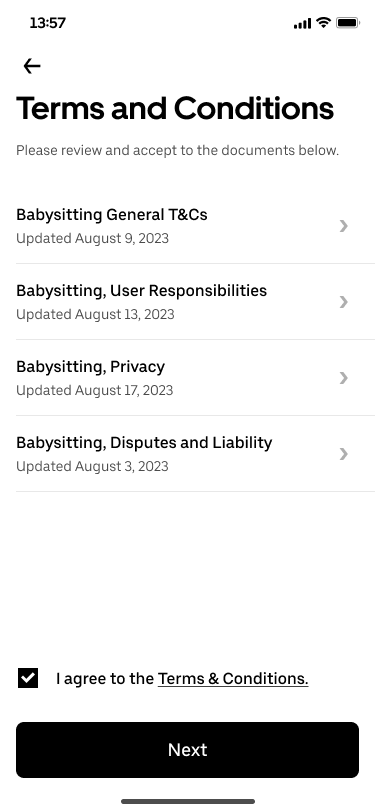 13:57
Terms and Conditions
Please review and accept to the documents below.
Babysitting General T&Cs
Updated August 9, 2023
Babysitting, User Responsibilities
Updated August 13, 2023
Babysitting, Privacy
Updated August 17, 2023
Babysitting, Disputes and Liability
Updated August 3, 2023
I agree to the Terms & Conditions.
Next